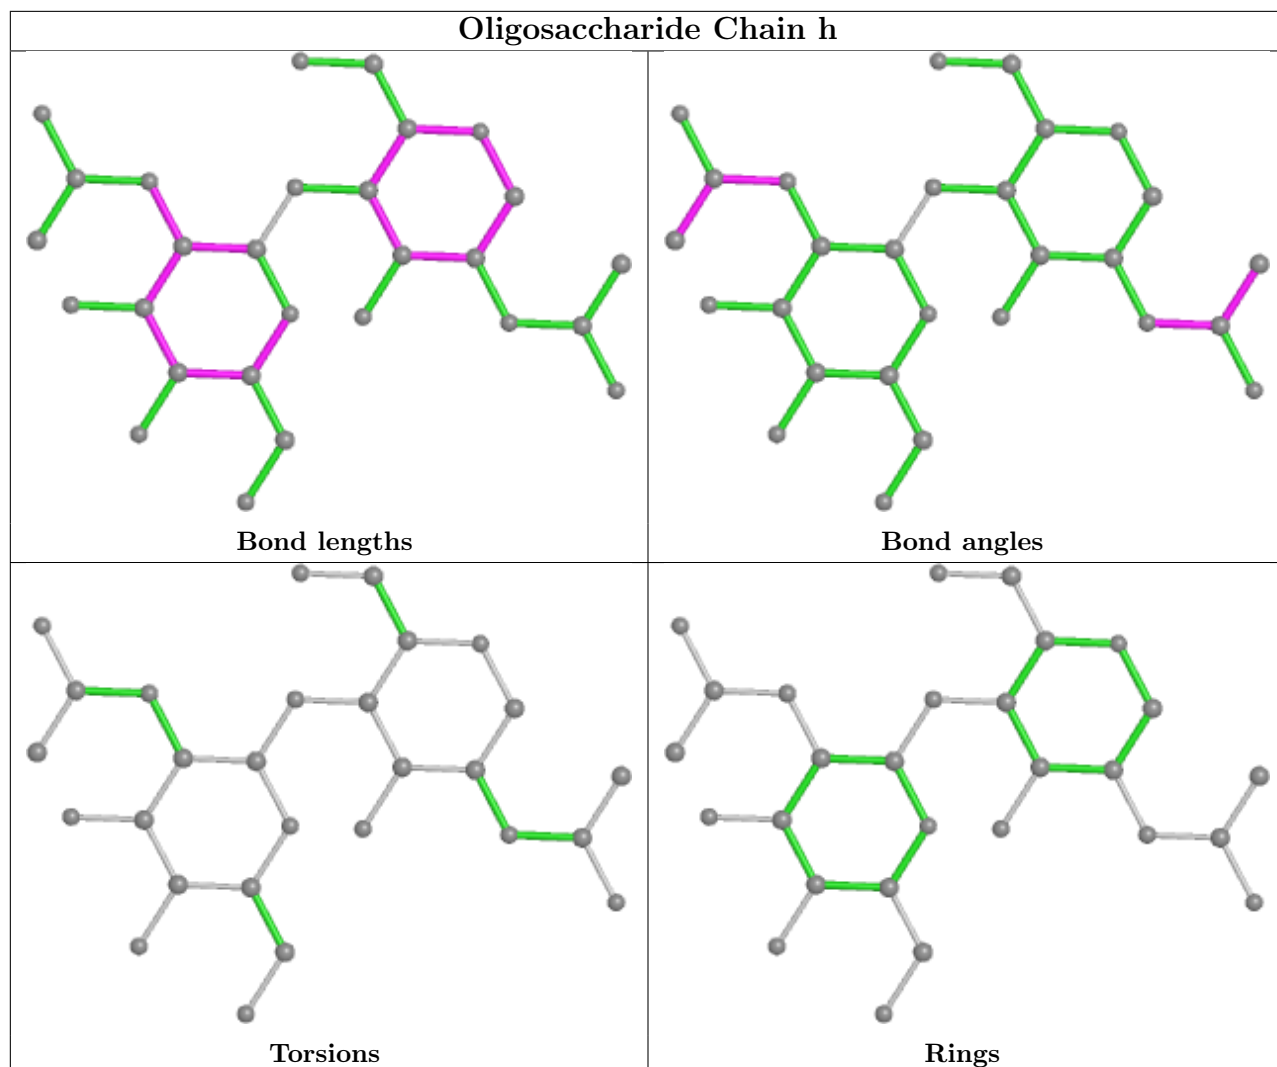 Oligosaccharide Chain h
Bond lengths
Bond angles
Torsions
Rings